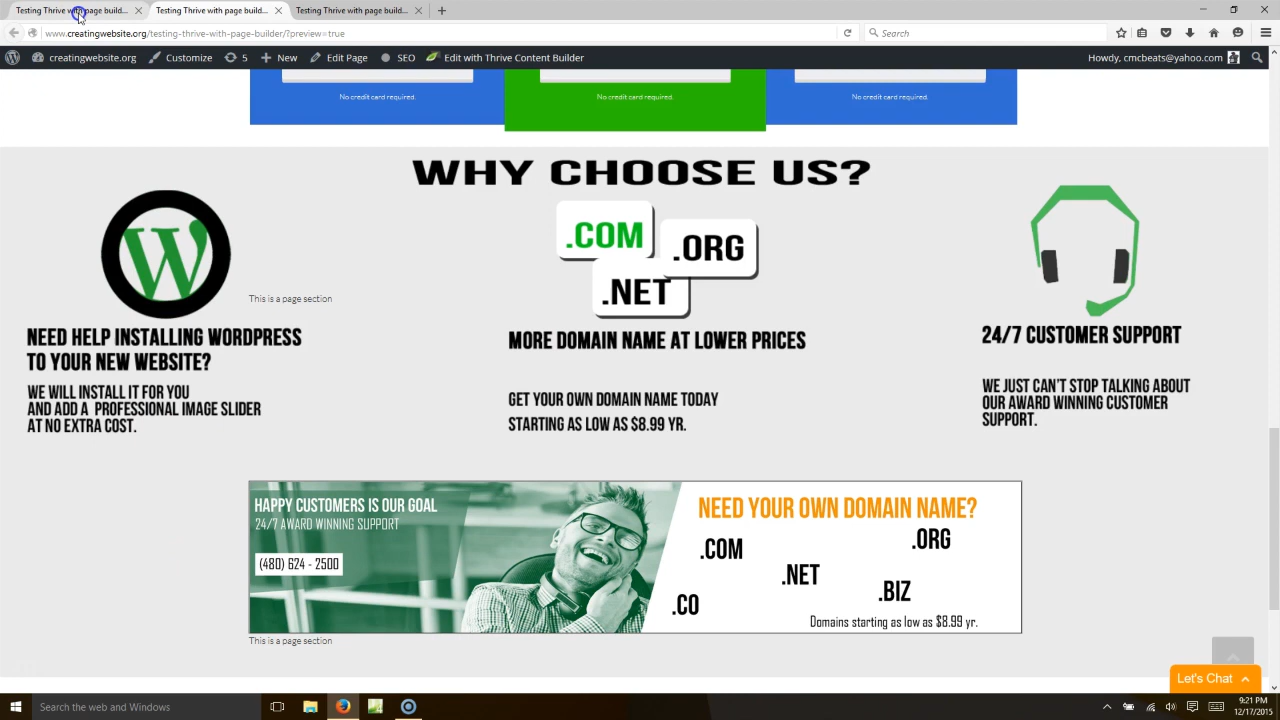 Testing Thrive with page buil...
Testing Thrive with page buil...
Testing Thrive with page buil...
www.creatingwebsite.org/testing-thrive-with-page-builder/?preview=true
Search
creatingwebsite.org
Customize
5
New
Edit Page
SEO
Edit with Thrive Content Builder
Howdy, cmcbeats@yahoo.com
No credit card required.
No credit card required.
No credit card required.
WHY CHOOSE US?
W
.COM
.ORG
.NET
This is a page section
NEED HELP INSTALLING WORDPRESS
TO YOUR NEW WEBSITE?
WE WILL INSTALL IT FOR YOU
AND ADD A PROFESSIONAL IMAGE SLIDER
AT NO EXTRA COST.
MORE DOMAIN NAME AT LOWER PRICES
GET YOUR OWN DOMAIN NAME TODAY
STARTING AS LOW AS $8.99 YR.
24/7 CUSTOMER SUPPORT
WE JUST CAN'T STOP TALKING ABOUT
OUR AWARD WINNING CUSTOMER
SUPPORT.
HAPPY CUSTOMERS IS OUR GOAL
24/7 AWARD WINNING SUPPORT
(480) 624 - 2500
NEED YOUR OWN DOMAIN NAME?
.COM
.ORG
.NET
.BIZ
.CO
Domains starting as low as $8.99 yr.
This is a page section
Let's Chat
Search the web and Windows
9:21 PM
12/17/2015